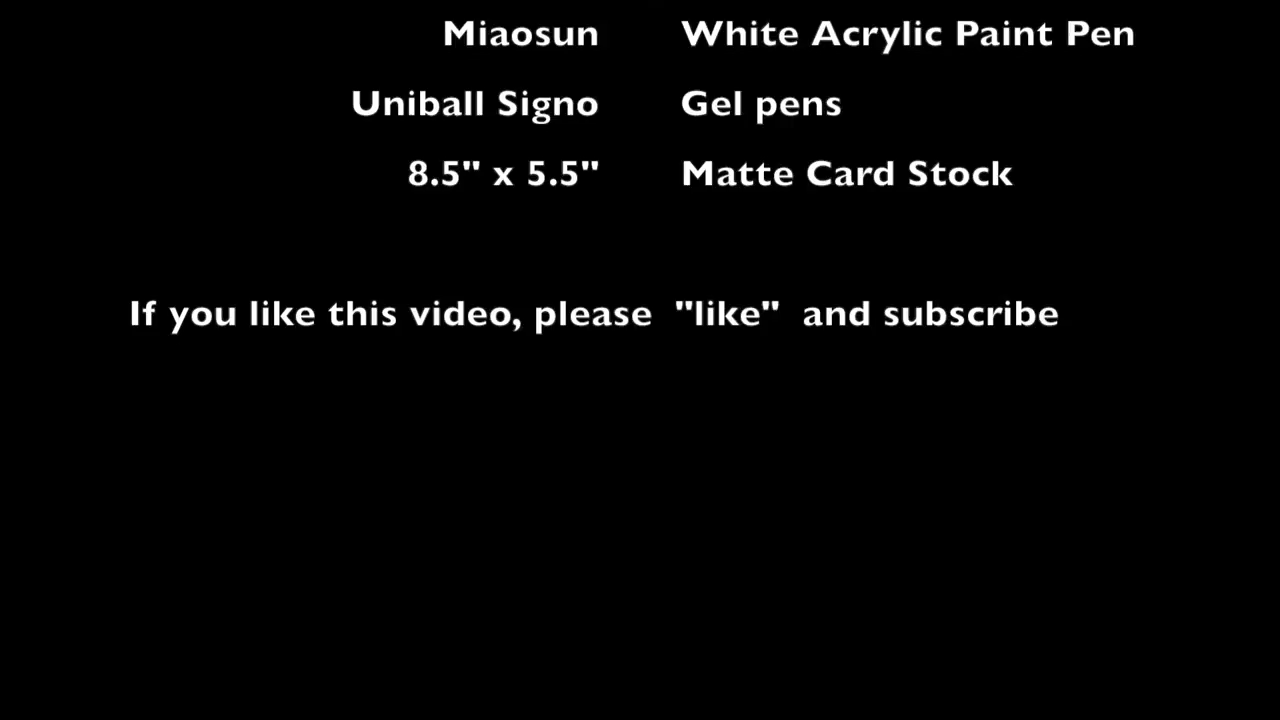 Miaosun White Acrylic Paint Pen
Uniball Signo Gel pens
8.5" x 5.5" Matte Card Stock
If you like this video, please "like" and subscribe